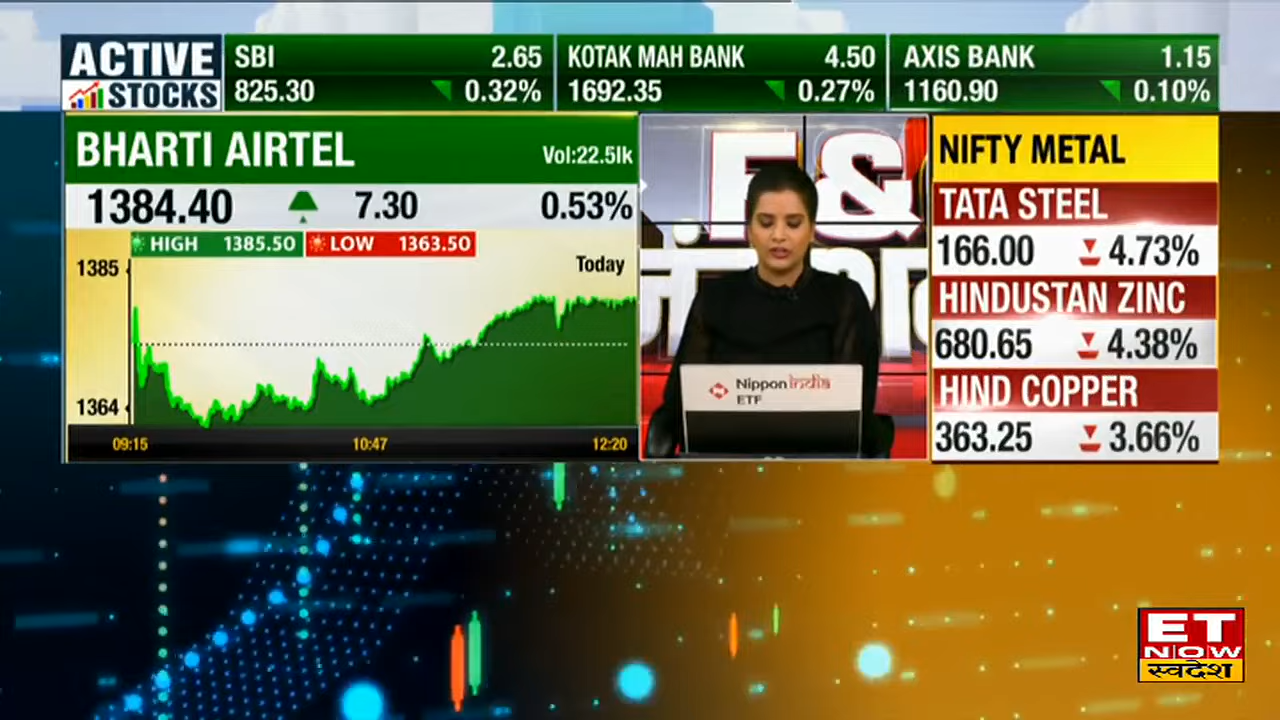 ACTIVE
STOCKS
SBI 2.65
825.30 0.32%
KOTAK MAH BANK 4.50
1692.35 0.27%
AXIS BANK 1.15
1160.90 0.10%
BHARTI AIRTEL Vol:22.5lk
1384.40 7.30 0.53%
HIGH 1385.50 LOW 1363.50
Today
1385
1364
09:15 10:47 12:20
E&
Nippon india
ETF
NIFTY METAL
TATA STEEL
166.00 4.73%
HINDUSTAN ZINC
680.65 4.38%
HIND COPPER
363.25 3.66%
ET
NOW
स्वदेश